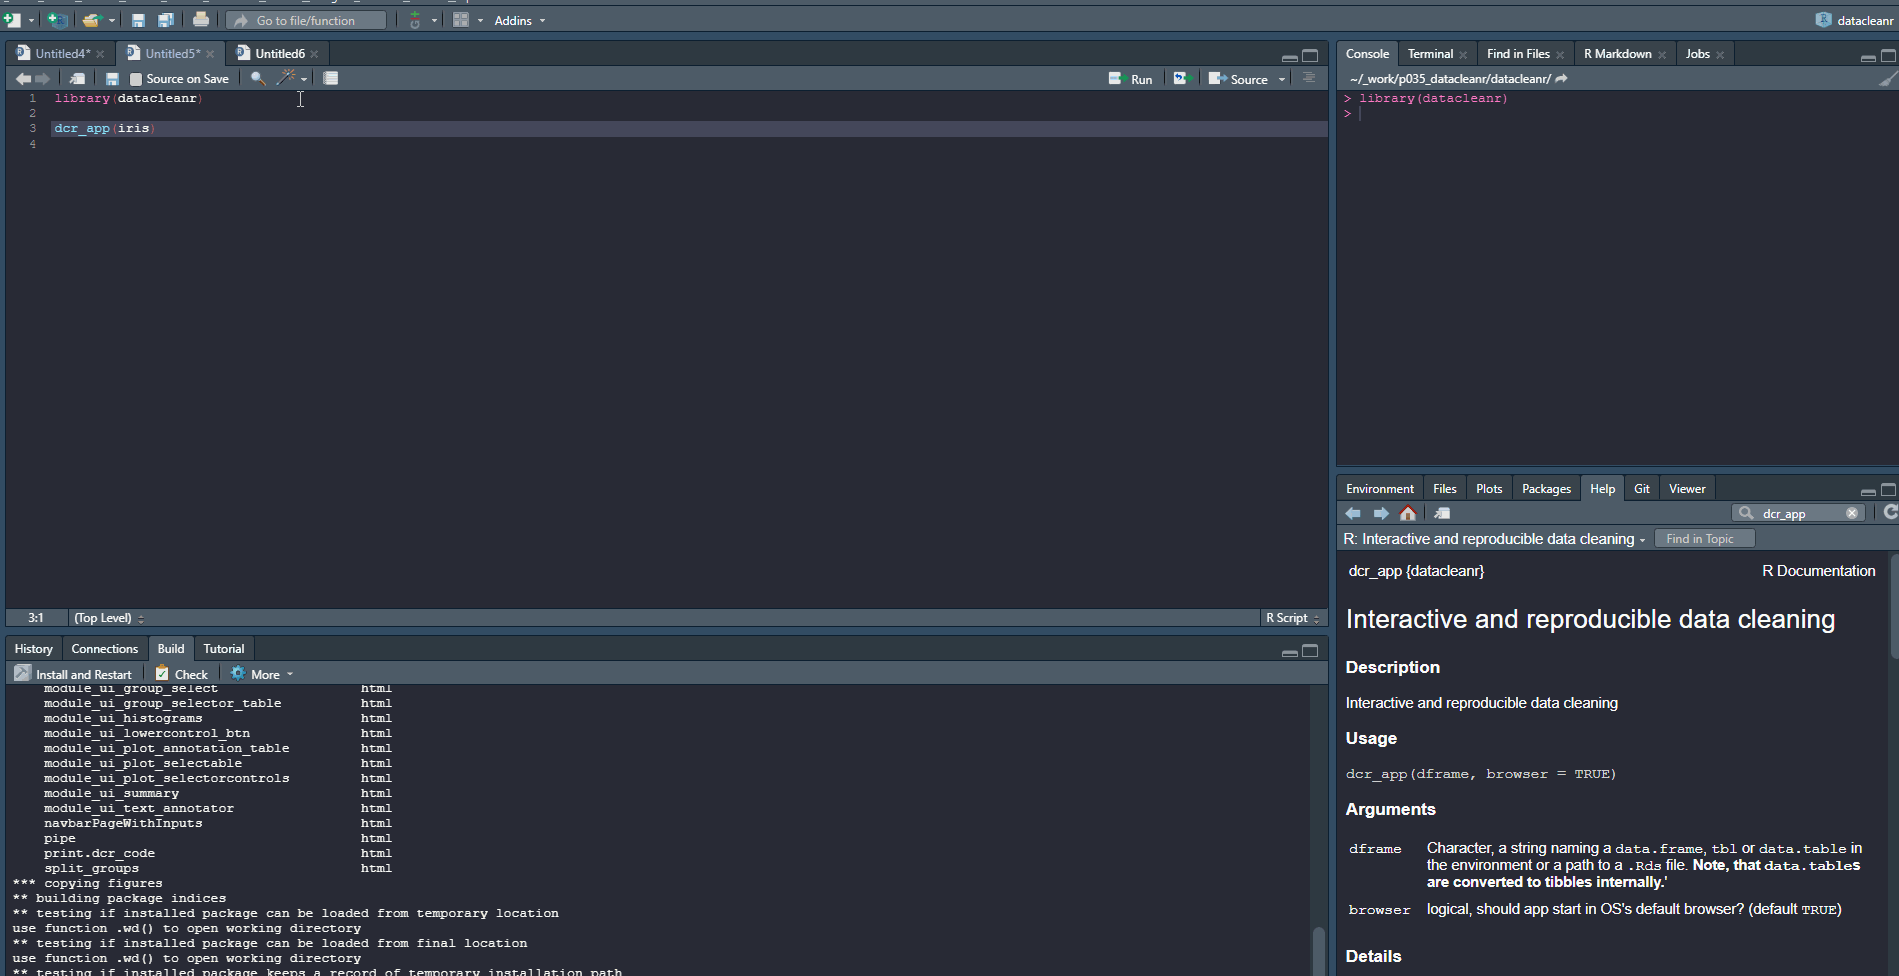 Go to file/function
Addins
datacleanr
Untitled4*
Untitled5*
Untitled6
Source on Save
Run
Source
1 library(datacleanr)
2
3 dcr_app(iris)
4
3:1
(Top Level)
R Script
History
Connections
Build
Tutorial
Install and Restart
Check
More
module_ui_group_select html
module_ui_group_selector_table html
module_ui_histograms html
module_ui_lowercontrol_btn html
module_ui_plot_annotation_table html
module_ui_plot_selectable html
module_ui_plot_selectorcontrols html
module_ui_summary html
module_ui_text_annotator html
navbarPageWithInputs html
pipe html
print.dcr_code html
split_groups html
*** copying figures
** building package indices
** testing if installed package can be loaded from temporary location
use function .wd() to open working directory
** testing if installed package can be loaded from final location
use function .wd() to open working directory
** testing if installed package keeps a record of temporary installation path
Console
Terminal
Find in Files
R Markdown
Jobs
~/_work/p035_datacleanr/datacleanr/
> library(datacleanr)
>
Environment
Files
Plots
Packages
Help
Git
Viewer
dcr_app
R: Interactive and reproducible data cleaning
Find in Topic
dcr_app {datacleanr}
R Documentation
Interactive and reproducible data cleaning
Description
Interactive and reproducible data cleaning
Usage
dcr_app(dframe, browser = TRUE)
Arguments
dframe Character, a string naming a data.frame, tbl or data.table in
the environment or a path to a .Rds file. Note, that data.tables
are converted to tibbles internally.'
browser logical, should app start in OS's default browser? (default TRUE)
Details